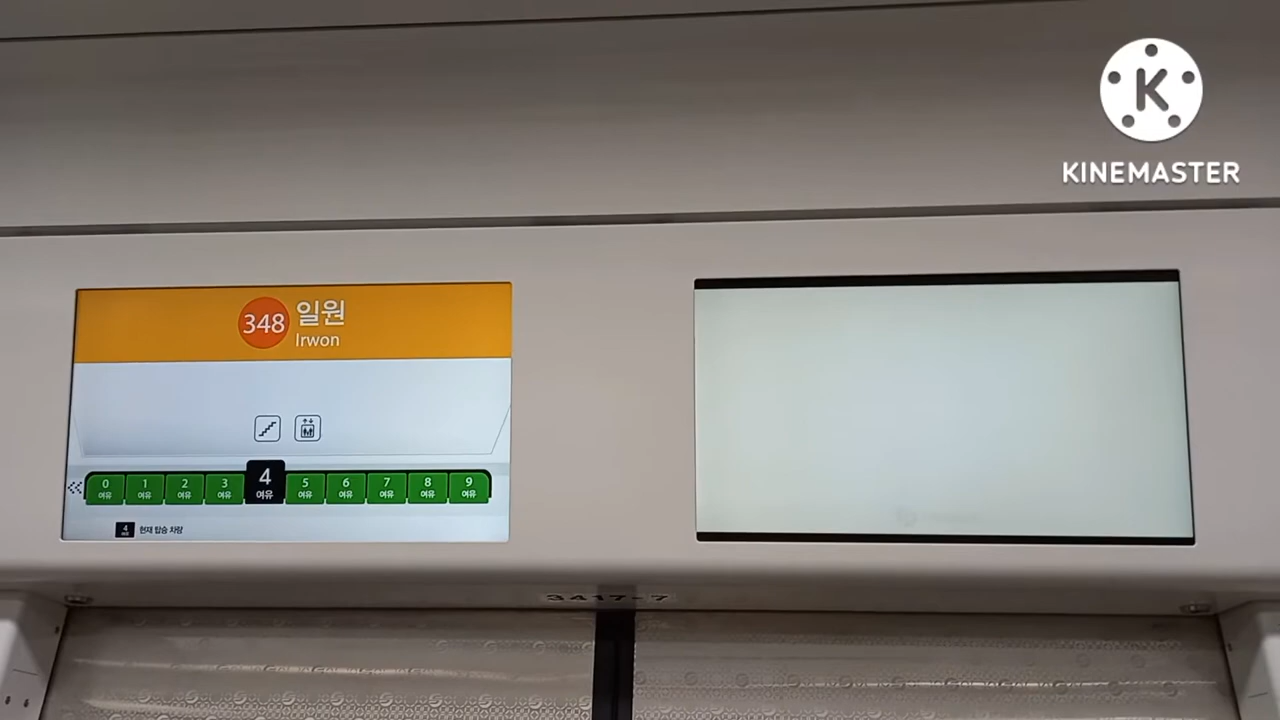 K
KINEMASTER
348 일원
Irwon
0 1 2 3 4 5 6 7 8 9
여유 여유 여유 여유 여유 여유 여유 여유 여유 여유
4 현재 탑승 차량
3417-7